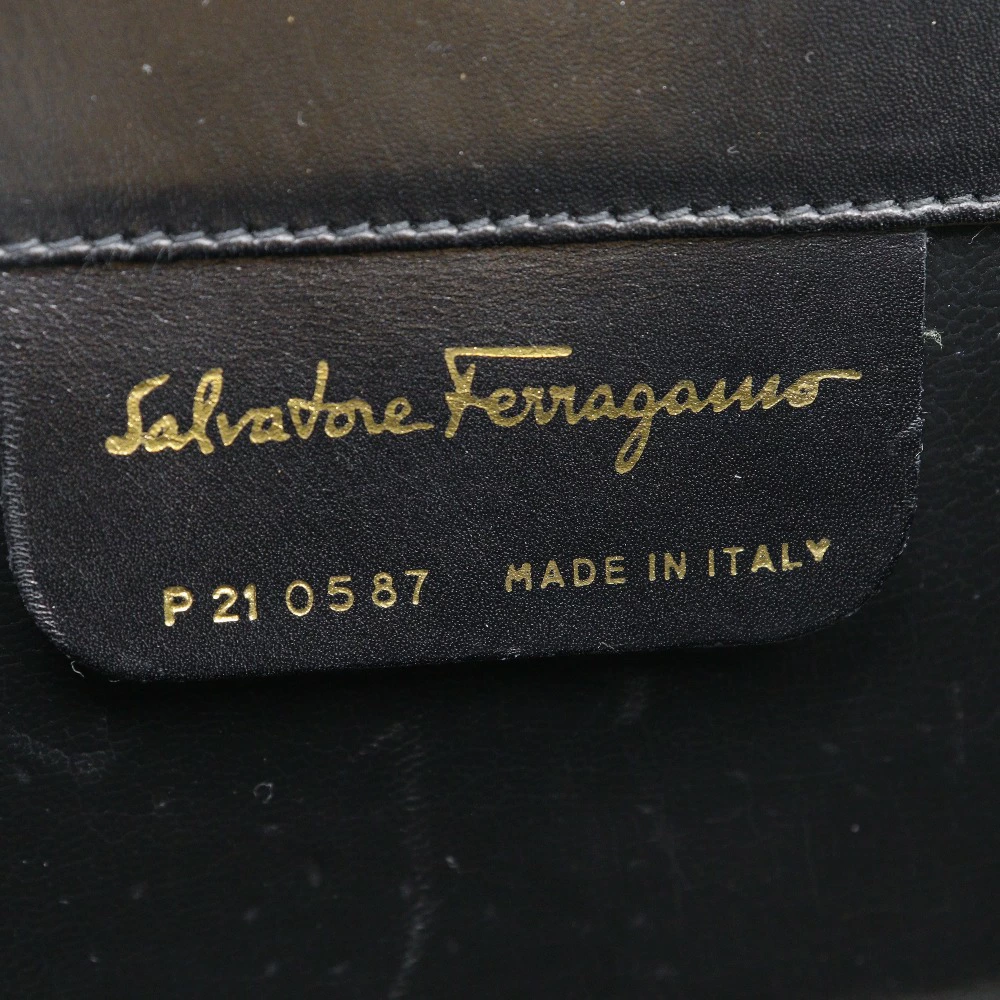 Salvatore Ferragamo
P 21 0587 MADE IN ITALY